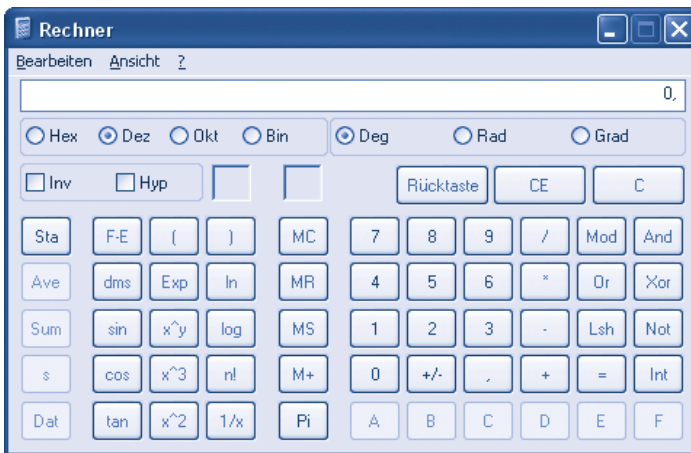 Rechner
Bearbeiten Ansicht ?
0,
Hex Dez Okt Bin Deg Rad Grad
Inv Hyp Rücktaste CE C
Sta F-E ( ) MC 7 8 9 / Mod And
Ave dms Exp ln MR 4 5 6 * Or Xor
Sum sin x^y log MS 1 2 3 - Lsh Not
s cos x^3 n! M+ 0 +/- , + = Int
Dat tan x^2 1/x Pi A B C D E F